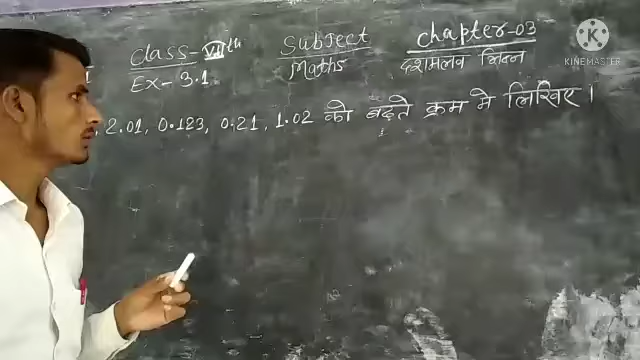 Class- VIIth Subject Chapter-03
Ex-3.1 Maths दशमलव भिन्न
2.01, 0.123, 0.21, 1.02 को बढ़ते क्रम मे लिखिए।
KINEMASTER